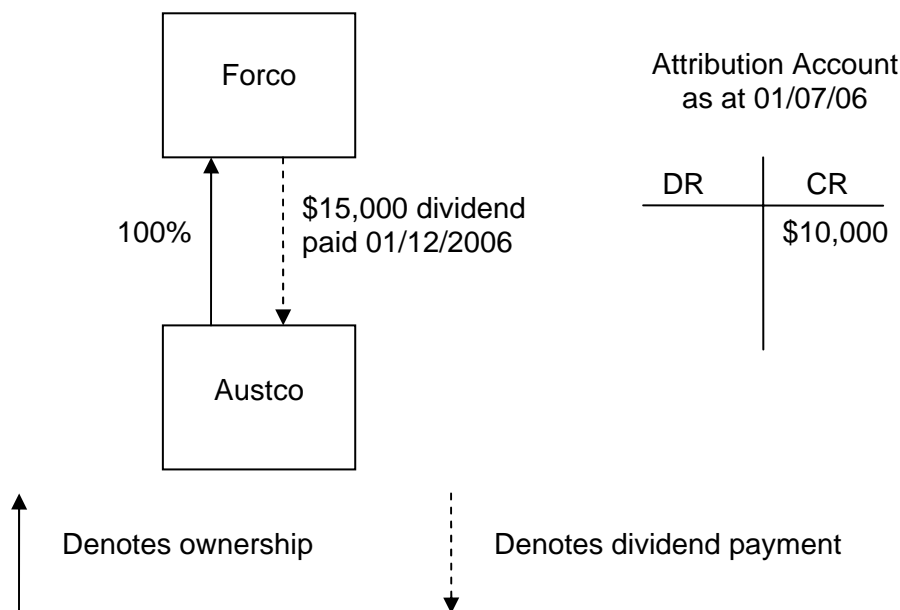 Forco
Attribution Account
as at 01/07/06
DR
CR
$10,000
100%
$15,000 dividend
paid 01/12/2006
Austco
Denotes ownership
Denotes dividend payment